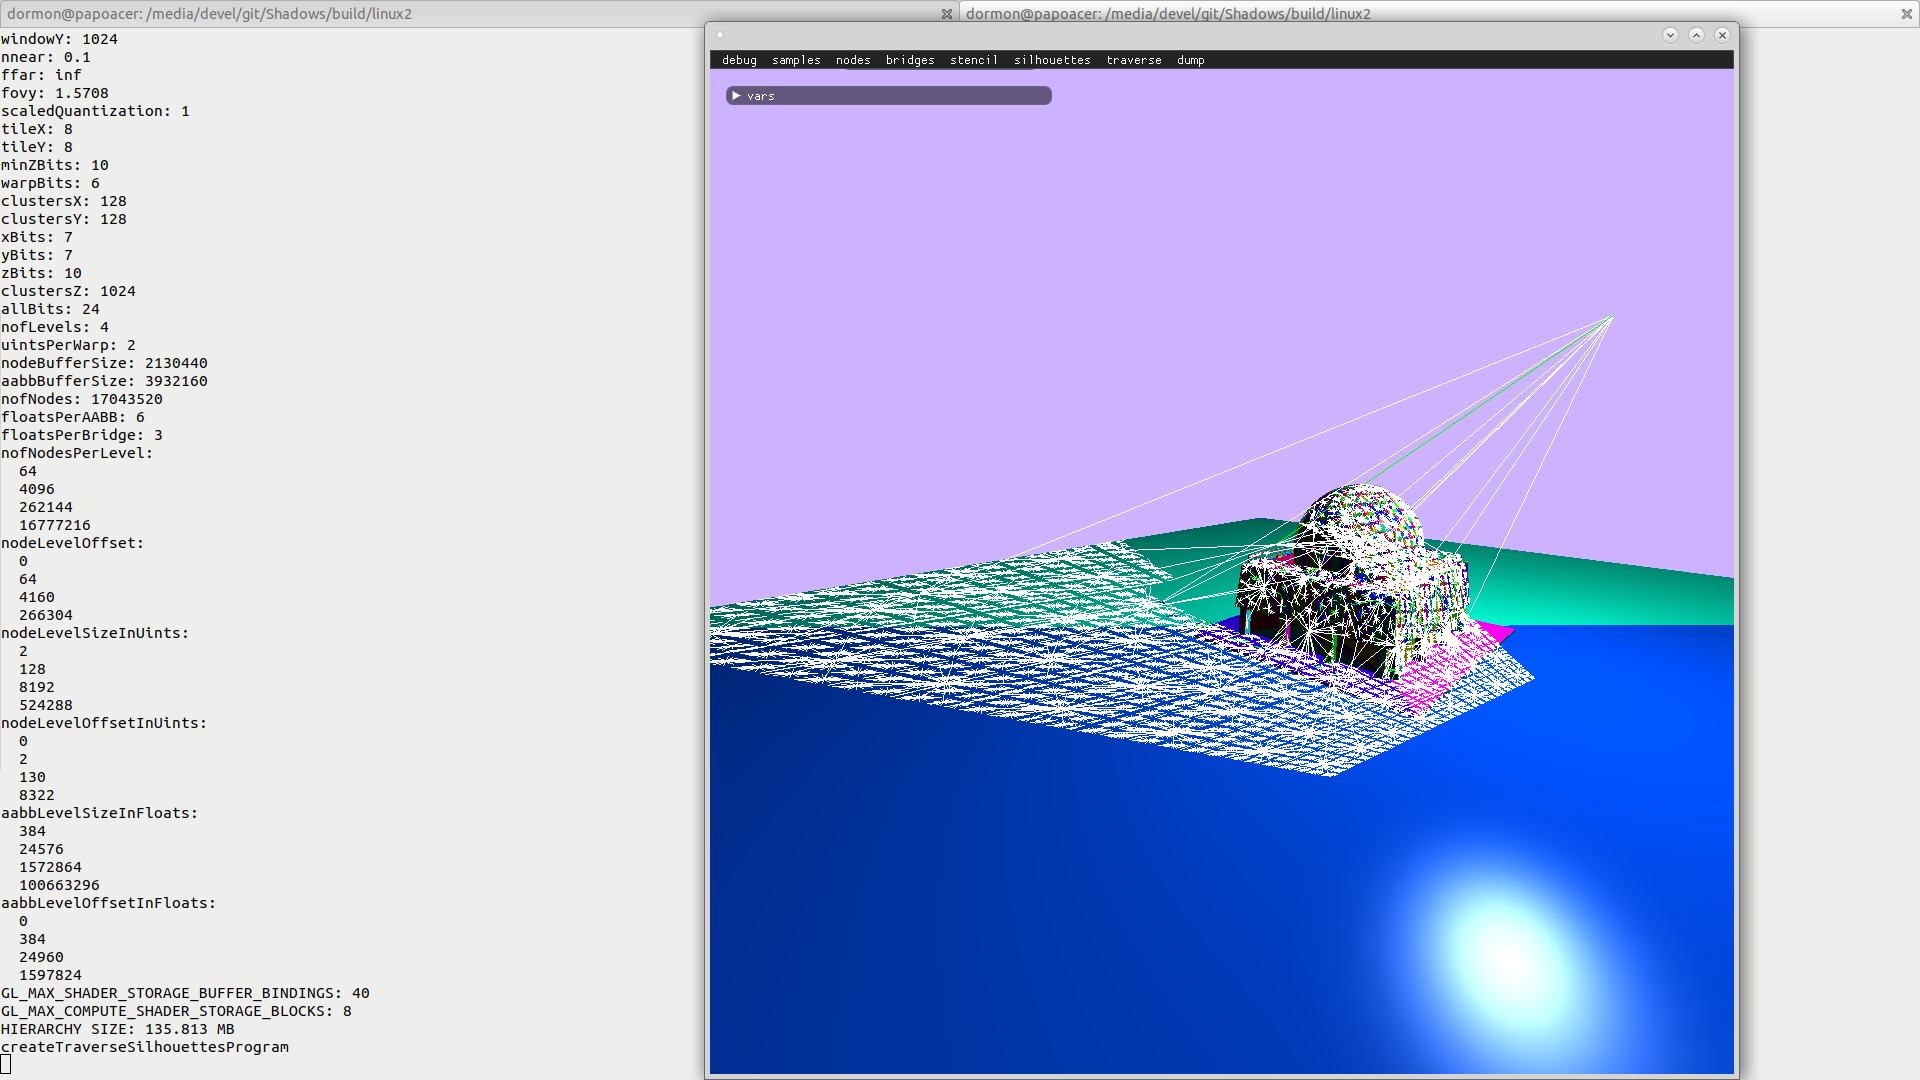 dormon@papoacer: /media/devel/git/Shadows/build/linux2
dormon@papoacer: /media/devel/git/Shadows/build/linux2
windowY: 1024
nnear: 0.1
ffar: inf
fovy: 1.5708
scaledQuantization: 1
tileX: 8
tileY: 8
minZBits: 10
warpBits: 6
clustersX: 128
clustersY: 128
xBits: 7
yBits: 7
zBits: 10
clustersZ: 1024
allBits: 24
nofLevels: 4
uintsPerWarp: 2
nodeBufferSize: 2130440
aabbBufferSize: 3932160
nofNodes: 17043520
floatsPerAABB: 6
floatsPerBridge: 3
nofNodesPerLevel:
64
4096
262144
16777216
nodeLevelOffset:
0
64
4160
266304
nodeLevelSizeInUints:
2
128
8192
524288
nodeLevelOffsetInUints:
0
2
130
8322
aabbLevelSizeInFloats:
384
24576
1572864
100663296
aabbLevelOffsetInFloats:
0
384
24960
1597824
GL_MAX_SHADER_STORAGE_BUFFER_BINDINGS: 40
GL_MAX_COMPUTE_SHADER_STORAGE_BLOCKS: 8
HIERARCHY SIZE: 135.813 MB
createTraverseSilhouettesProgram
debug samples nodes bridges stencil silhouettes traverse dump
vars